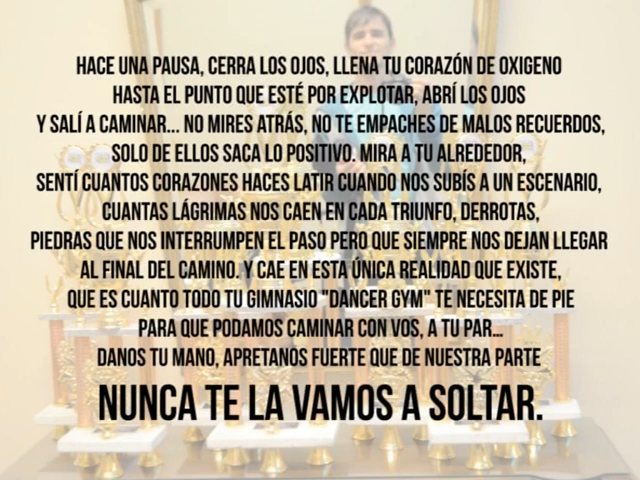 HACE UNA PAUSA, CERRA LOS OJOS, LLENA TU CORAZÓN DE OXIGENO
HASTA EL PUNTO QUE ESTÉ POR EXPLOTAR, ABRÍ LOS OJOS
Y SALÍ A CAMINAR... NO MIRES ATRÁS, NO TE EMPACHES DE MALOS RECUERDOS,
SOLO DE ELLOS SACA LO POSITIVO. MIRA A TU ALREDEDOR,
SENTÍ CUANTOS CORAZONES HACES LATIR CUANDO NOS SUBÍS A UN ESCENARIO,
CUANTAS LÁGRIMAS NOS CAEN EN CADA TRIUNFO, DERROTAS,
PIEDRAS QUE NOS INTERRUMPEN EL PASO PERO QUE SIEMPRE NOS DEJAN LLEGAR
AL FINAL DEL CAMINO. Y CAE EN ESTA ÚNICA REALIDAD QUE EXISTE,
QUE ES CUANTO TODO TU GIMNASIO "DANCER GYM" TE NECESITA DE PIE
PARA QUE PODAMOS CAMINAR CON VOS, A TU PAR...
DANOS TU MANO, APRETANOS FUERTE QUE DE NUESTRA PARTE
NUNCA TE LA VAMOS A SOLTAR.